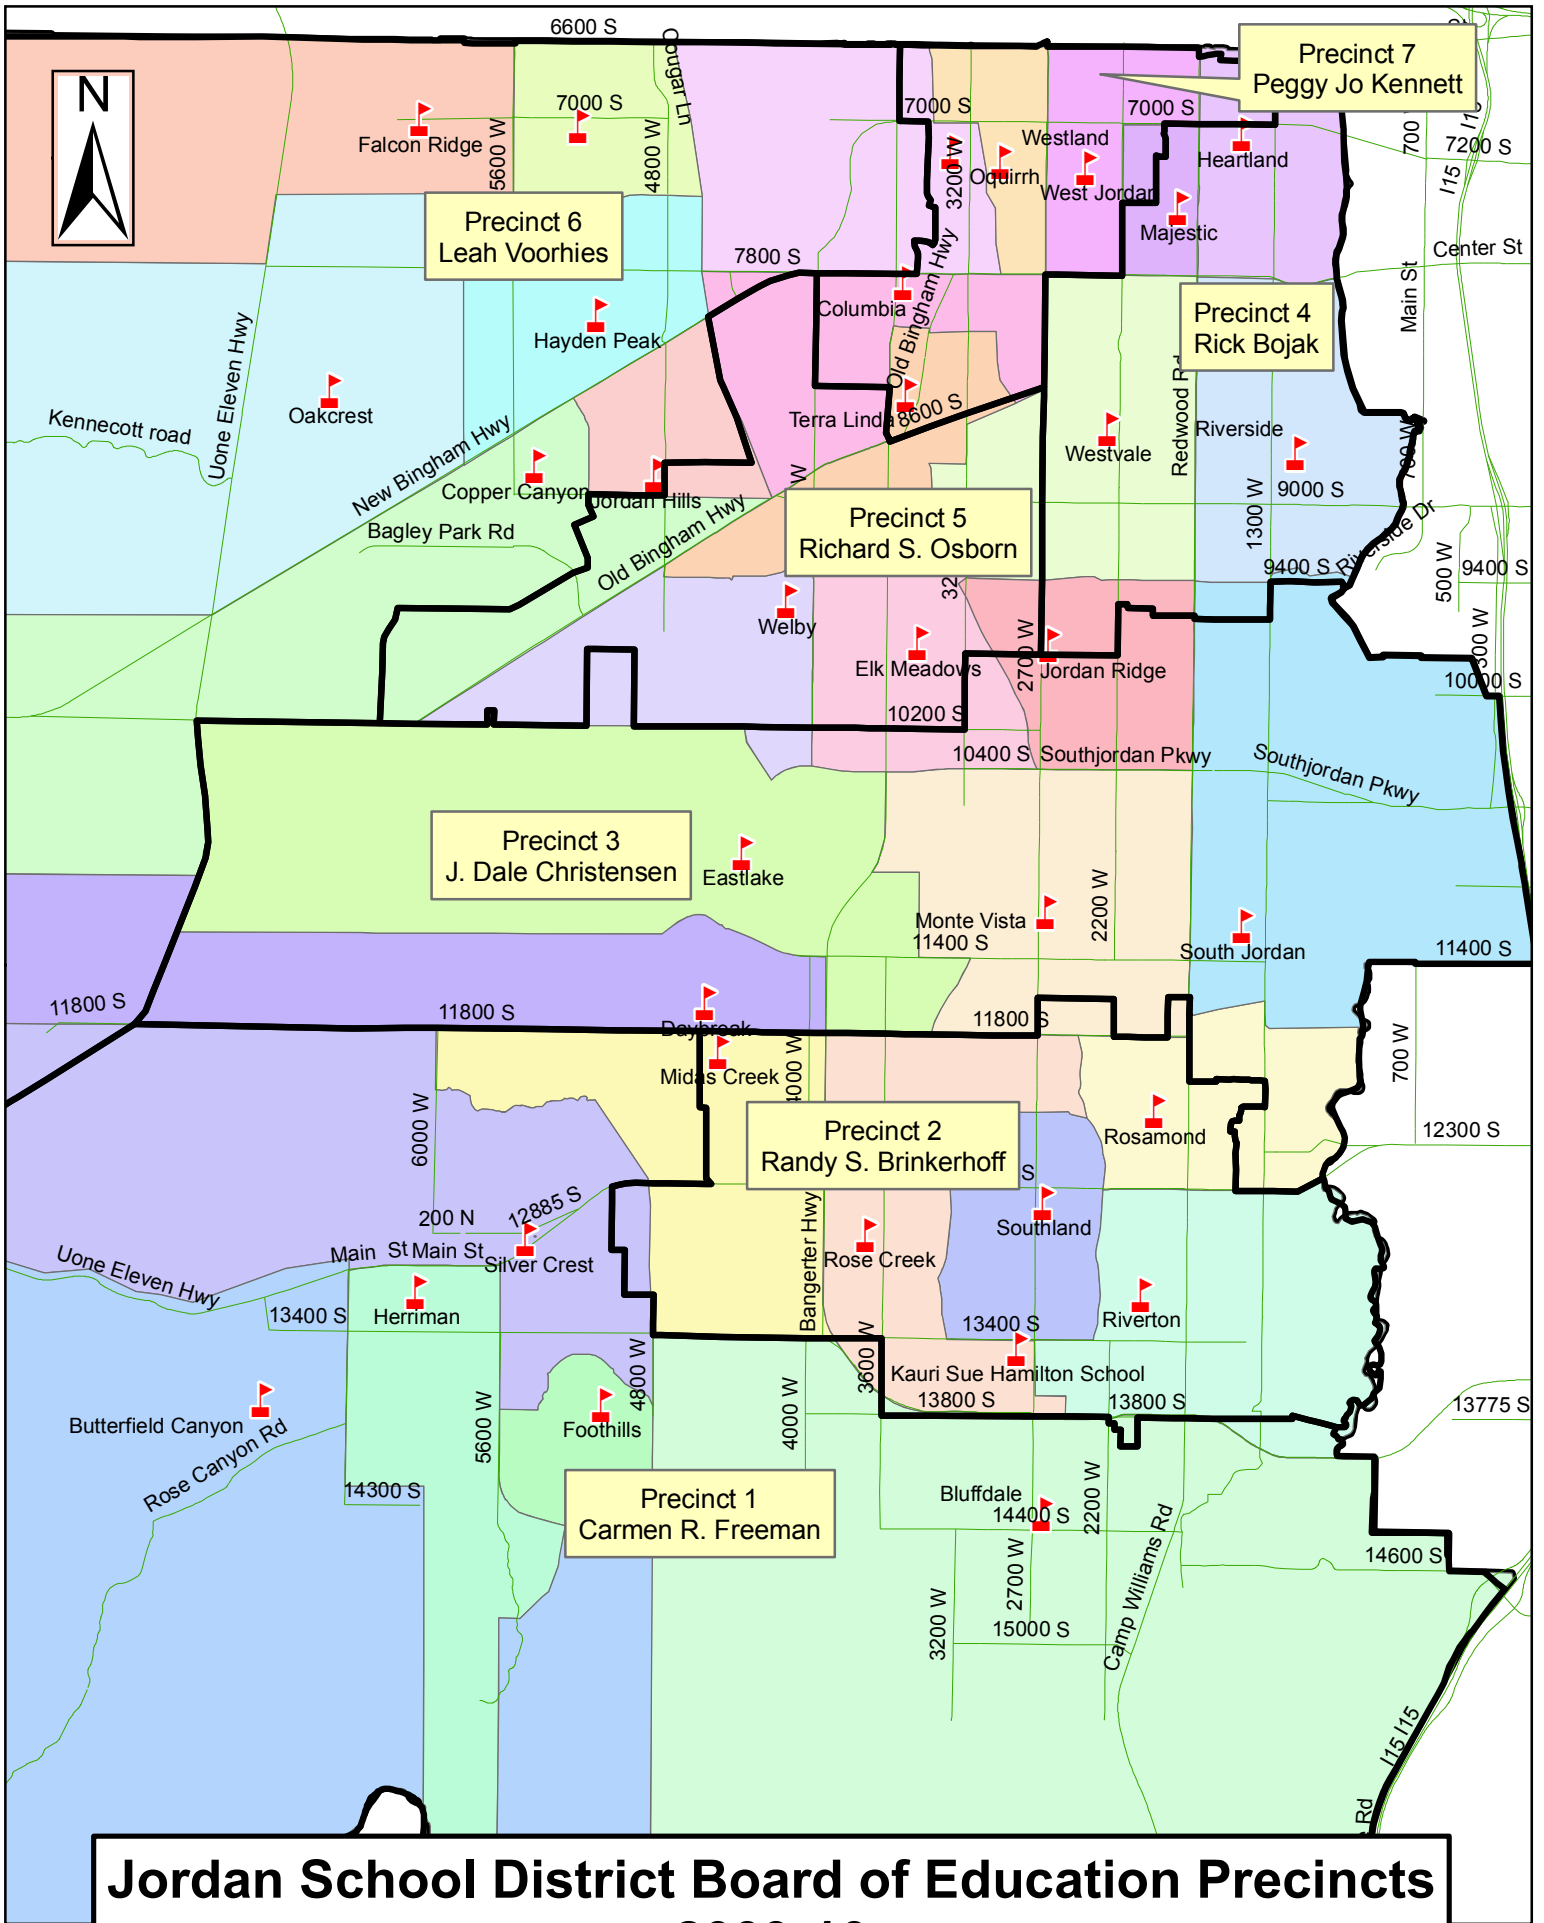 6600 S
St
Precinct 7
Peggy Jo Kennett
N
Cougar Ln
7000 S
7000 S
7000 S
I15
Falcon Ridge
5600 W
4800 W
3200 W
Westland
Heartland
7200 S
Oquirrh
West Jordan
I15
Precinct 6
Leah Voorhies
Majestic
7800 S
Center St
Main St
Old Bingham Hwy
Columbia
Precinct 4
Rick Bojak
Hayden Peak
Uone Eleven Hwy
Oakcrest
Kennecott road
Terra Linda
8600 S
Redwood Rd
Riverside
Westvale
700 W
New Bingham Hwy
Copper Canyon
Jordan Hills
9000 S
1300 W
Bagley Park Rd
Old Bingham Hwy
Precinct 5
Richard S. Osborn
Riverside Dr
9400 S
9400 S
500 W
Welby
Elk Meadows
2700 W
Jordan Ridge
300 W
10000 S
10200 S
10400 S
Southjordan Pkwy
Southjordan Pkwy
Precinct 3
J. Dale Christensen
Eastlake
Monte Vista
2200 W
11400 S
South Jordan
11400 S
11800 S
11800 S
11800 S
Daybreak
Midas Creek
4000 W
700 W
6000 W
Precinct 2
Randy S. Brinkerhoff
Rosamond
12300 S
S
12885 S
200 N
Main St
Main St
Silver Crest
Bangerter Hwy
Rose Creek
Southland
Uone Eleven Hwy
13400 S
Herriman
13400 S
Riverton
3600 W
4800 W
Kauri Sue Hamilton School
13800 S
13800 S
13775 S
Butterfield Canyon
Rose Canyon Rd
5600 W
Foothills
4000 W
14300 S
Precinct 1
Carmen R. Freeman
Bluffdale
14400 S
2200 W
Camp Williams Rd
14600 S
2700 W
3200 W
15000 S
I15
I15
Rd
Jordan School District Board of Education Precincts